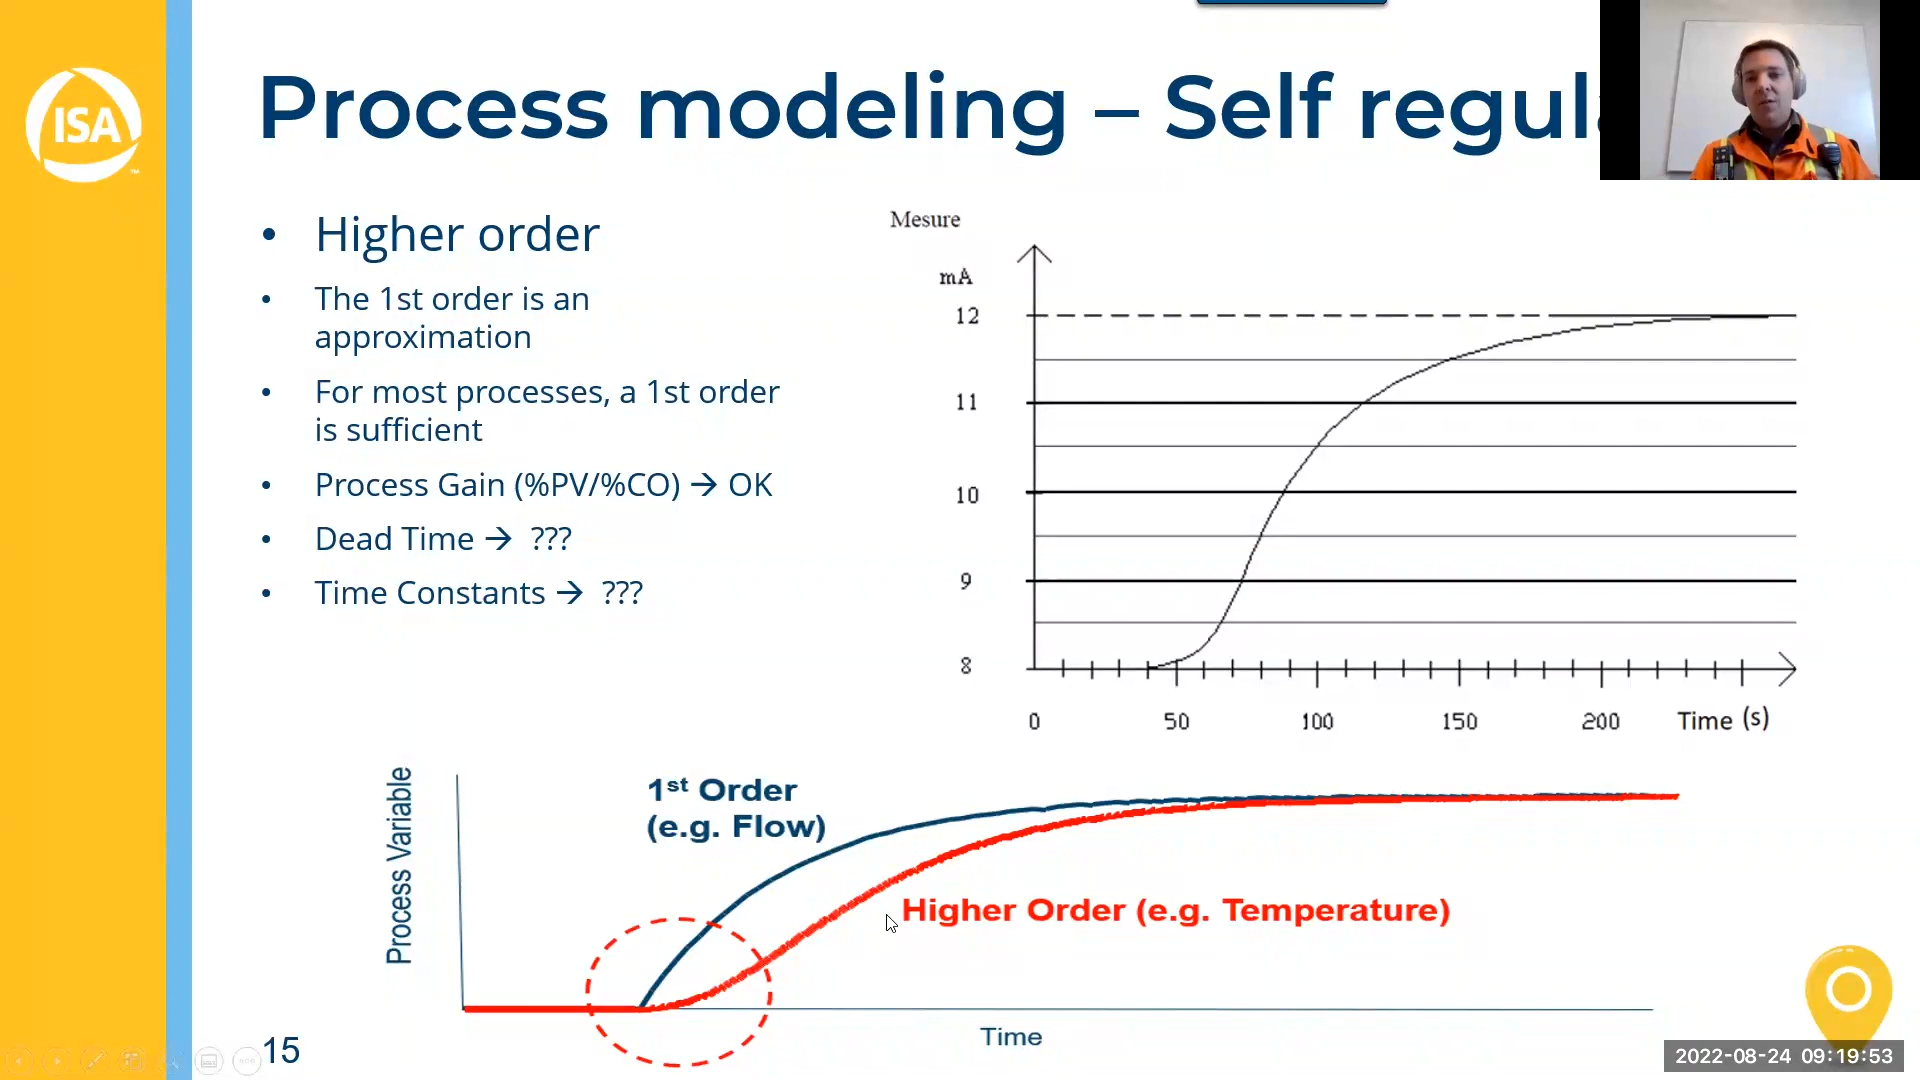 ISA
Process modeling – Self regul
• Higher order
• The 1st order is an
approximation
• For most processes, a 1st order
is sufficient
• Process Gain (%PV/%CO) → OK
• Dead Time → ???
• Time Constants → ???
Mesure
mA
12
11
10
9
8
0 50 100 150 200 Time (s)
Process Variable
1st Order
(e.g. Flow)
Higher Order (e.g. Temperature)
Time
15
2022-08-24 09:19:53